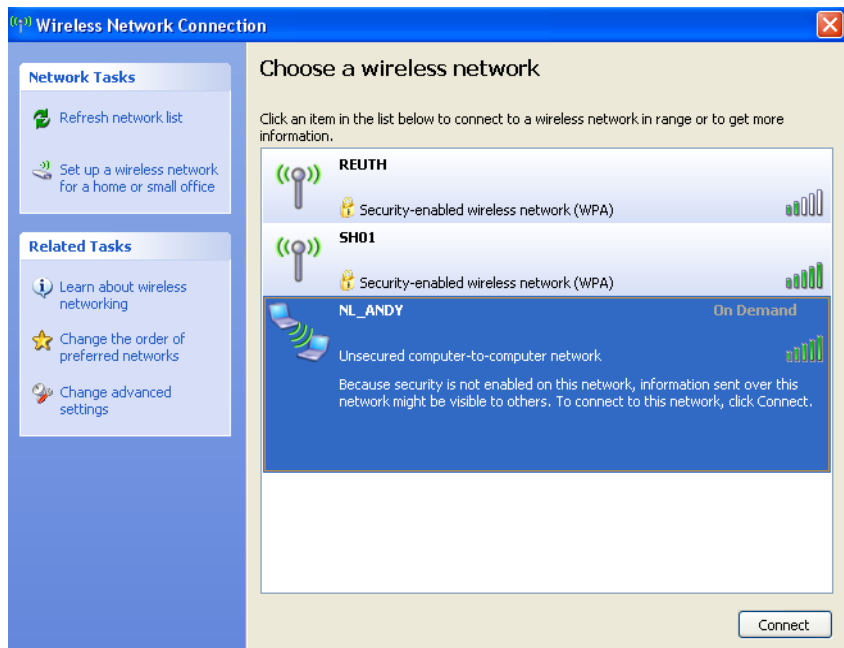 Wireless Network Connection
Network Tasks
Refresh network list
Set up a wireless network
for a home or small office
Related Tasks
Learn about wireless
networking
Change the order of
preferred networks
Change advanced
settings
Choose a wireless network
Click an item in the list below to connect to a wireless network in range or to get more
information.
REUTH
Security-enabled wireless network (WPA)
SH01
Security-enabled wireless network (WPA)
NL_ANDY On Demand
Unsecured computer-to-computer network
Because security is not enabled on this network, information sent over this
network might be visible to others. To connect to this network, click Connect.
Connect